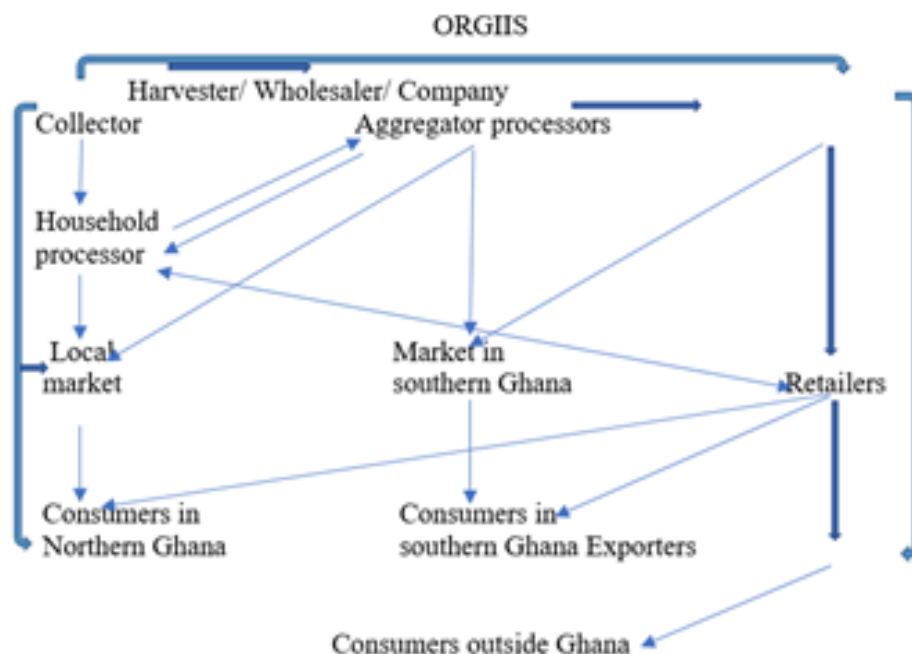 ORGIIS
Harvester/ Wholesaler/ Company
Collector
Aggregator processors
Household
processor
Local
market
Market in
southern Ghana
Retailers
Consumers in
Northern Ghana
Consumers in
southern Ghana Exporters
Consumers outside Ghana